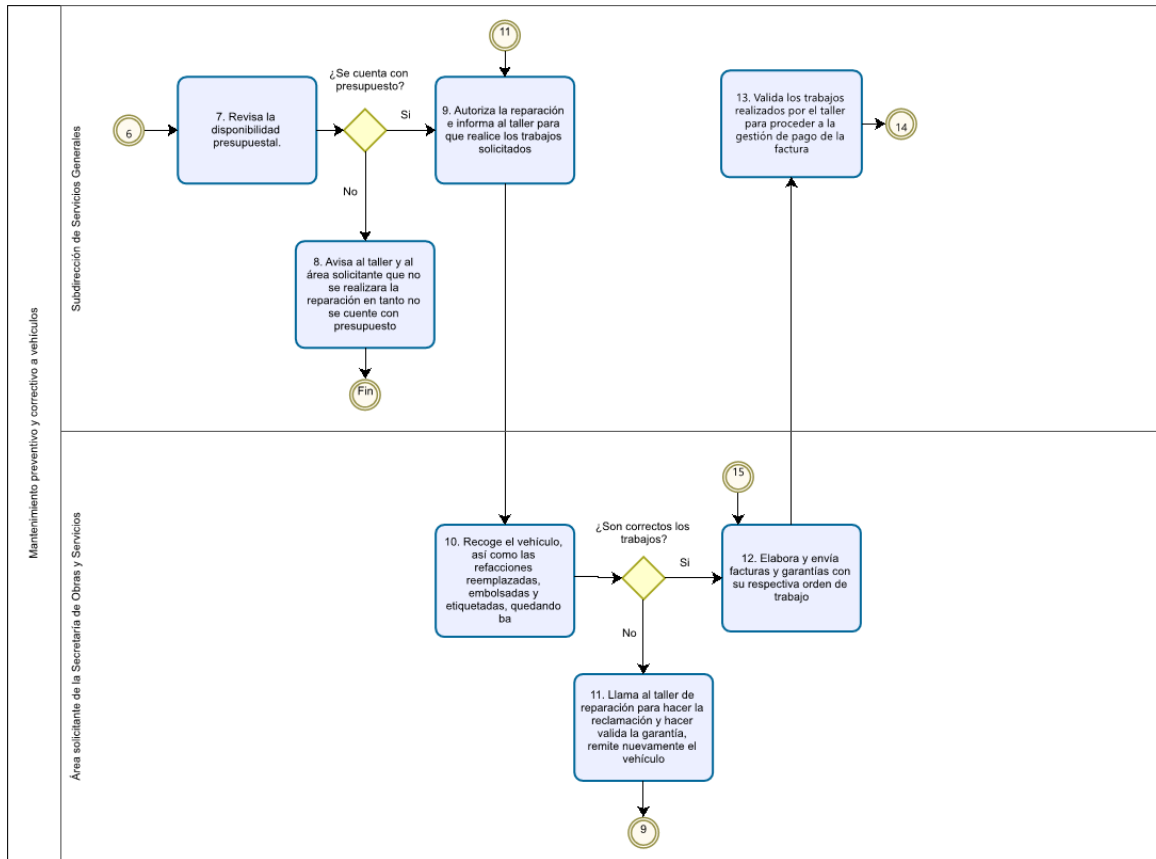 Mantenimiento preventivo y correctivo a vehículos
Subdirección de Servicios Generales
6
7. Revisa la
disponibilidad
presupuestal.
¿Se cuenta con
presupuesto?
Si
No
8. Avisa al taller y al
área solicitante que no
se realizara la
reparación en tanto no
se cuente con
presupuesto
Fin
11
9. Autoriza la reparación
e informa al taller para
que realice los trabajos
solicitados
13. Valida los trabajos
realizados por el taller
para proceder a la
gestión de pago de la
factura
14
Área solicitante de la Secretaría de Obras y Servicios
10. Recoge el vehículo,
así como las
refacciones
reemplazadas,
embolsadas y
etiquetadas, quedando
ba
¿Son correctos los
trabajos?
Si
No
11. Llama al taller de
reparación para hacer la
reclamación y hacer
valida la garantía,
remite nuevamente el
vehículo
9
15
12. Elabora y envía
facturas y garantías con
su respectiva orden de
trabajo